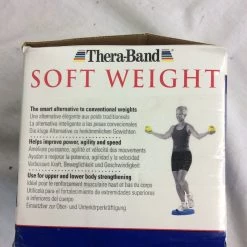 Thera-Band
SOFT WEIGHT
The smart alternative to conventional weights
Une alternative élégante aux poids traditionnels
La alternativa inteligente a las pesas convencionales
Die kluge Alternative zu herkömmlichen Gewichten
Helps improve power, agility and speed
Améliore puissance, agilité et vitesse des mouvements
Ayudan a mejorar la potencia, agilidad y la velocidad
Verbessert Kraft, Beweglichkeit und Geschwindigkeit
Use for upper and lower body strengthening
Idéal pour le renforcement musculaire haut et bas du corps
Utilizada para el fortalecimiento de extremidades superiores
o inferiores del cuerpo
Einsetzbar zur Ober- und Unterkörperkräftigung